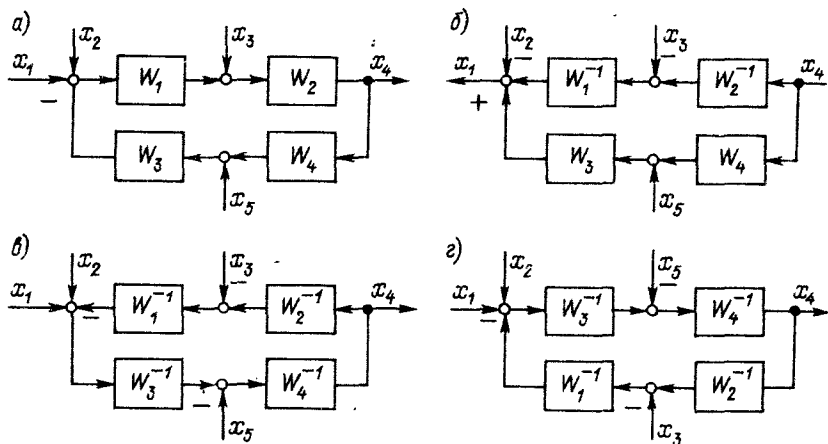 а) x₂ x₃ б) x₂ x₃
x₁ W₁ W₂ x₄ x₁ − W₁⁻¹ − W₂⁻¹ x₄
− +
W₃ W₄ W₃ W₄
x₅ x₅
в) x₂ x₃ г) x₂ x₅
x₁ − W₁⁻¹ − W₂⁻¹ x₄ x₁ − W₃⁻¹ − W₄⁻¹ x₄
W₃⁻¹ − W₄⁻¹ W₁⁻¹ − W₂⁻¹
x₅ x₃